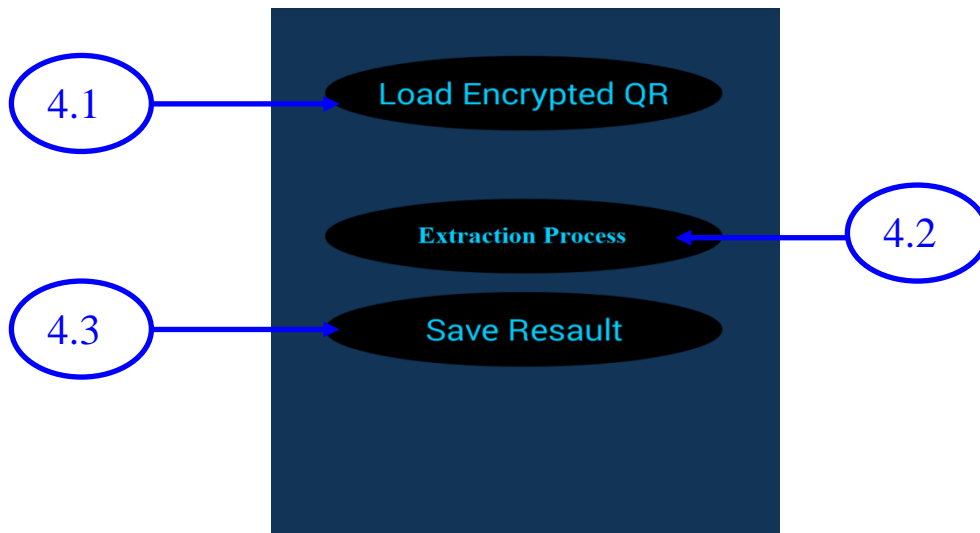 4.1
Load Encrypted QR
Extraction Process
4.2
4.3
Save Resault